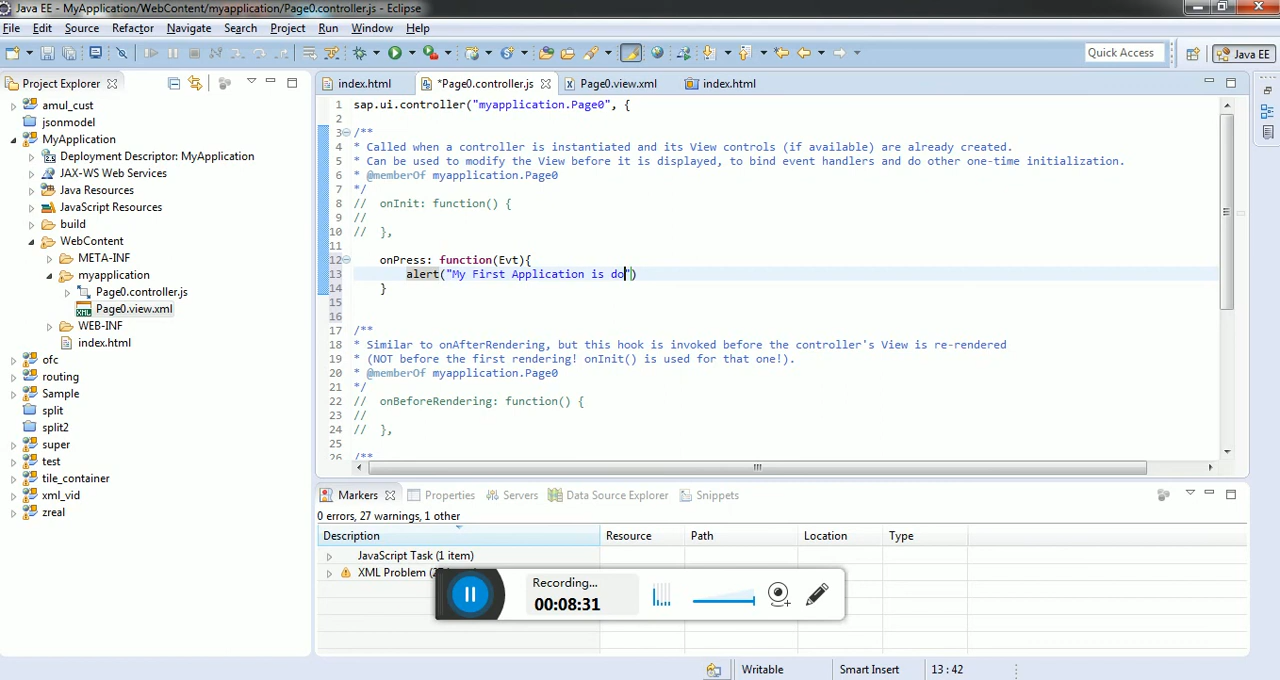 Java EE - MyApplication/WebContent/myapplication/Page0.controller.js - Eclipse
File Edit Source Refactor Navigate Search Project Run Window Help
Quick Access Java EE
Project Explorer
amul_cust
jsonmodel
MyApplication
Deployment Descriptor: MyApplication
JAX-WS Web Services
Java Resources
JavaScript Resources
build
WebContent
META-INF
myapplication
Page0.controller.js
Page0.view.xml
WEB-INF
index.html
ofc
routing
Sample
split
split2
super
test
tile_container
xml_vid
zreal
index.html *Page0.controller.js Page0.view.xml index.html
1 sap.ui.controller("myapplication.Page0", {
2
3 /**
4 * Called when a controller is instantiated and its View controls (if available) are already created.
5 * Can be used to modify the View before it is displayed, to bind event handlers and do other one-time initialization.
6 * @memberOf myapplication.Page0
7 */
8 // onInit: function() {
9 //
10 // },
11
12 onPress: function(Evt){
13 alert("My First Application is do")
14 }
15
16
17 /**
18 * Similar to onAfterRendering, but this hook is invoked before the controller's View is re-rendered
19 * (NOT before the first rendering! onInit() is used for that one!).
20 * @memberOf myapplication.Page0
21 */
22 // onBeforeRendering: function() {
23 //
24 // },
25
26 /**
Markers Properties Servers Data Source Explorer Snippets
0 errors, 27 warnings, 1 other
Description Resource Path Location Type
JavaScript Task (1 item)
XML Problem (
Recording...
00:08:31
Writable Smart Insert 13 : 42